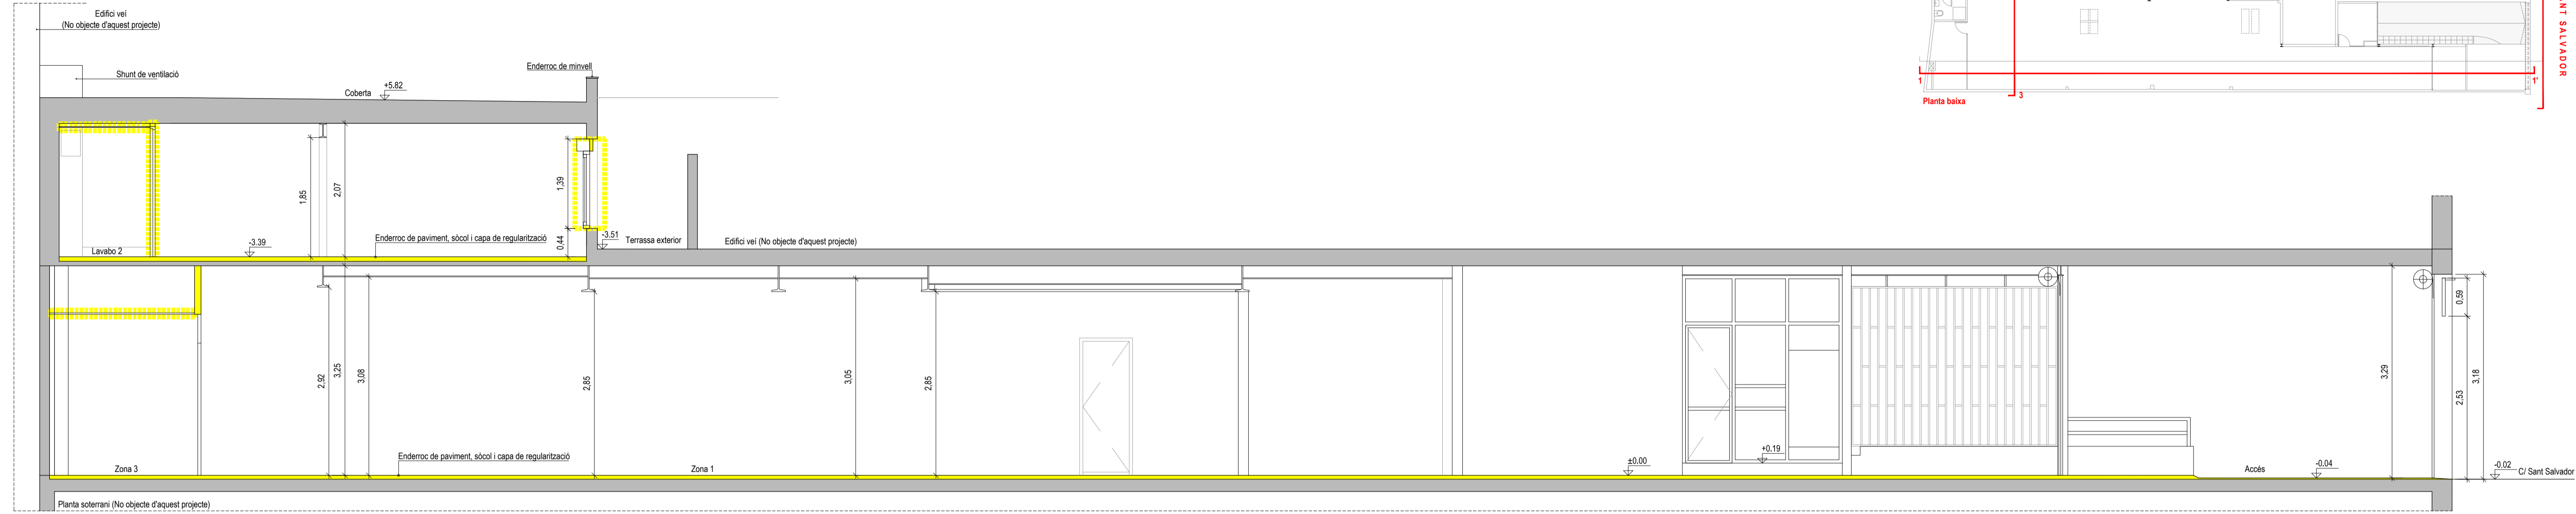 Edifici veí
(No objecte d'aquest projecte)
Shunt de ventilació
Enderroc de minvell
Coberta
+5.82
1
3
1'
Planta baixa
NT SALVADOR
1,85
2,07
1,39
0,44
Lavabo 2
-3.39
Enderroc de paviment, sòcol i capa de regularització
-3.51
Terrassa exterior
Edifici veí (No objecte d'aquest projecte)
2,92
3,25
3,08
2,85
3,05
2,85
3,29
0,59
2,53
3,18
Zona 3
Enderroc de paviment, sòcol i capa de regularització
Zona 1
±0.00
+0.19
Accés
-0.04
-0.02
C/ Sant Salvador
Planta soterrani (No objecte d'aquest projecte)